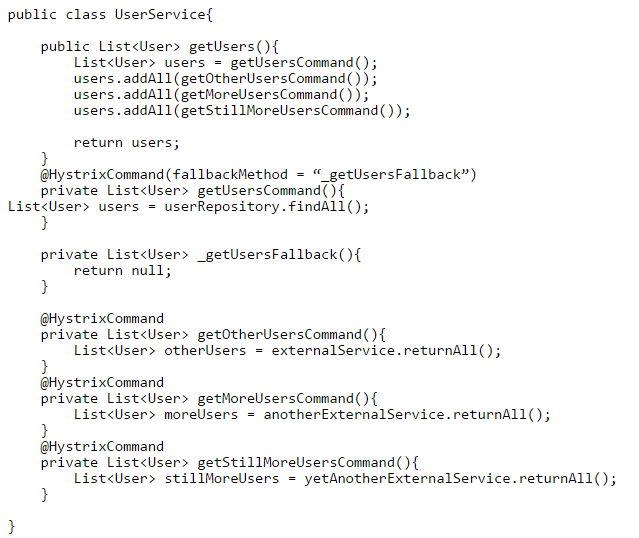 public class UserService{
public List<User> getUsers(){
List<User> users = getUsersCommand();
users.addAll(getOtherUsersCommand());
users.addAll(getMoreUsersCommand());
users.addAll(getStillMoreUsersCommand());
return users;
}
@HystrixCommand(fallbackMethod = “_getUsersFallback”)
private List<User> getUsersCommand(){
List<User> users = userRepository.findAll();
}
private List<User> _getUsersFallback(){
return null;
}
@HystrixCommand
private List<User> getOtherUsersCommand(){
List<User> otherUsers = externalService.returnAll();
}
@HystrixCommand
private List<User> getMoreUsersCommand(){
List<User> moreUsers = anotherExternalService.returnAll();
}
@HystrixCommand
private List<User> getStillMoreUsersCommand(){
List<User> stillMoreUsers = yetAnotherExternalService.returnAll();
}
}